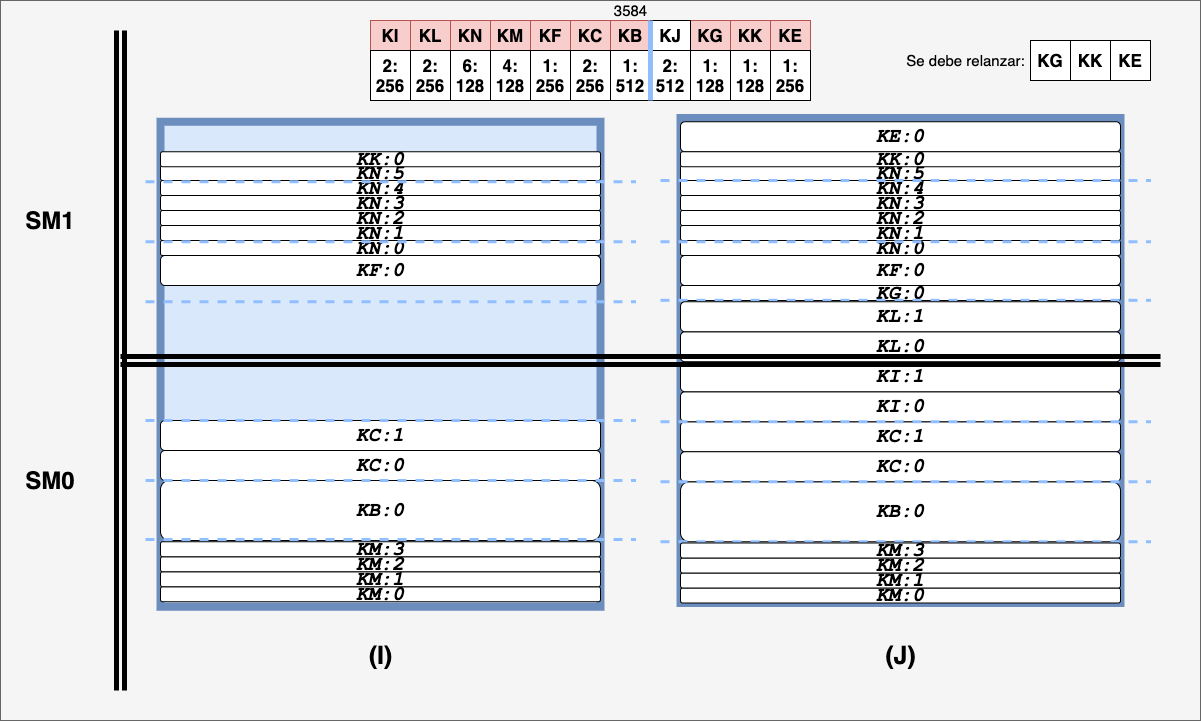 3584
KI KL KN KM KF KC KB KJ KG KK KE
2: 2: 6: 4: 1: 2: 1: 2: 1: 1: 1:
256 256 128 128 256 256 512 512 128 128 256
Se debe relanzar: KG KK KE
SM1
SM0
KK:0
KN:5
KN:4
KN:3
KN:2
KN:1
KN:0
KF:0
KC:1
KC:0
KB:0
KM:3
KM:2
KM:1
KM:0
(I)
KE:0
KK:0
KN:5
KN:4
KN:3
KN:2
KN:1
KN:0
KF:0
KG:0
KL:1
KL:0
KI:1
KI:0
KC:1
KC:0
KB:0
KM:3
KM:2
KM:1
KM:0
(J)